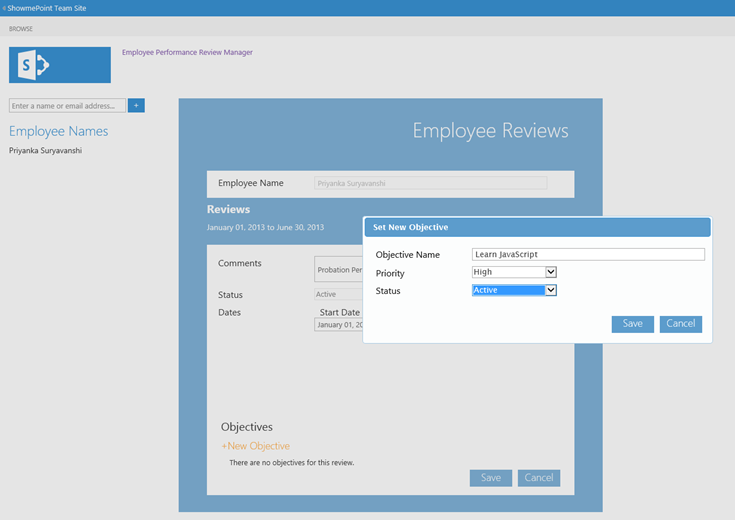 ShowmePoint Team Site
BROWSE
S
Employee Performance Review Manager
Enter a name or email address...
+
Employee Names
Priyanka Suryavanshi
Employee Reviews
Employee Name
Priyanka Suryavanshi
Reviews
January 01, 2013 to June 30, 2013
Comments
Probation Per
Status
Active
Dates
Start Date
January 01, 20
Set New Objective
Objective Name
Learn JavaScript
Priority
High
Status
Active
Save Cancel
Objectives
+New Objective
There are no objectives for this review.
Save Cancel